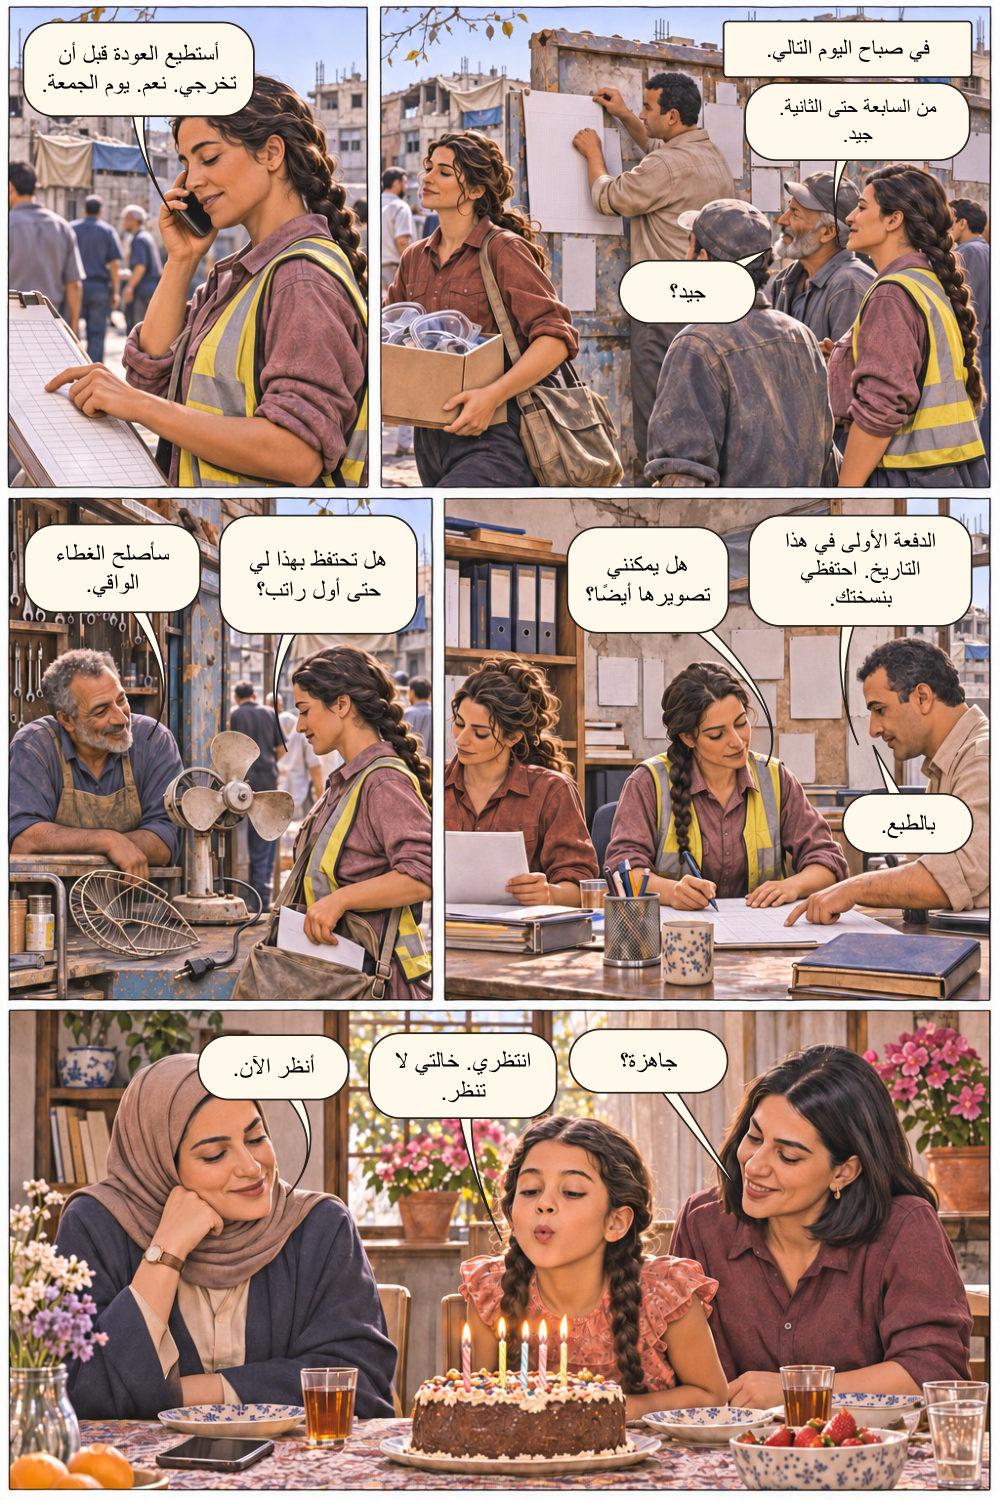 أستطيع العودة قبل أن
تخرجي. نعم. يوم الجمعة.
في صباح اليوم التالي.
من السابعة حتى الثانية.
جيد.
جيد؟
هل تحتفظ بهذا لي
حتى أول راتب؟
سأصلح الغطاء
الواقي.
الدفعة الأولى في هذا
التاريخ. احتفظي
بنسختك.
هل يمكنني
تصويرها أيضًا؟
بالطبع.
جاهزة؟
انتظري. خالتي لا
تنظر.
أنظر الآن.